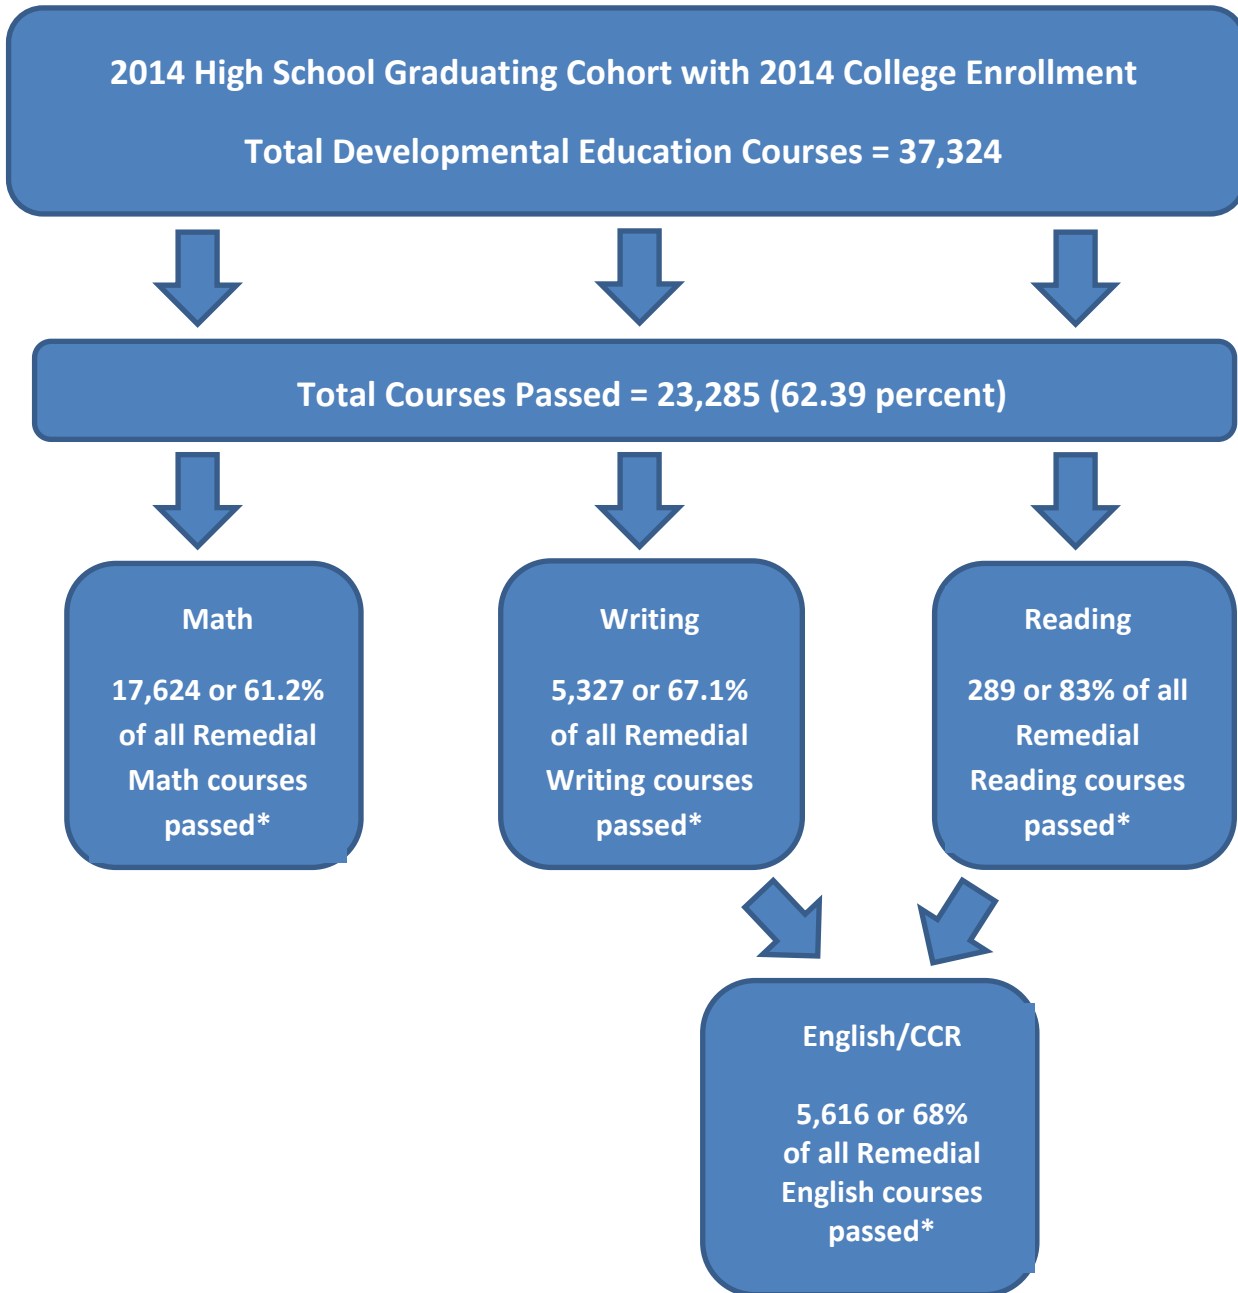 2014 High School Graduating Cohort with 2014 College Enrollment
Total Developmental Education Courses = 37,324
Total Courses Passed = 23,285 (62.39 percent)
Math
17,624 or 61.2%
of all Remedial
Math courses
passed*
Writing
5,327 or 67.1%
of all Remedial
Writing courses
passed*
Reading
289 or 83% of all
Remedial
Reading courses
passed*
English/CCR
5,616 or 68%
of all Remedial
English courses
passed*